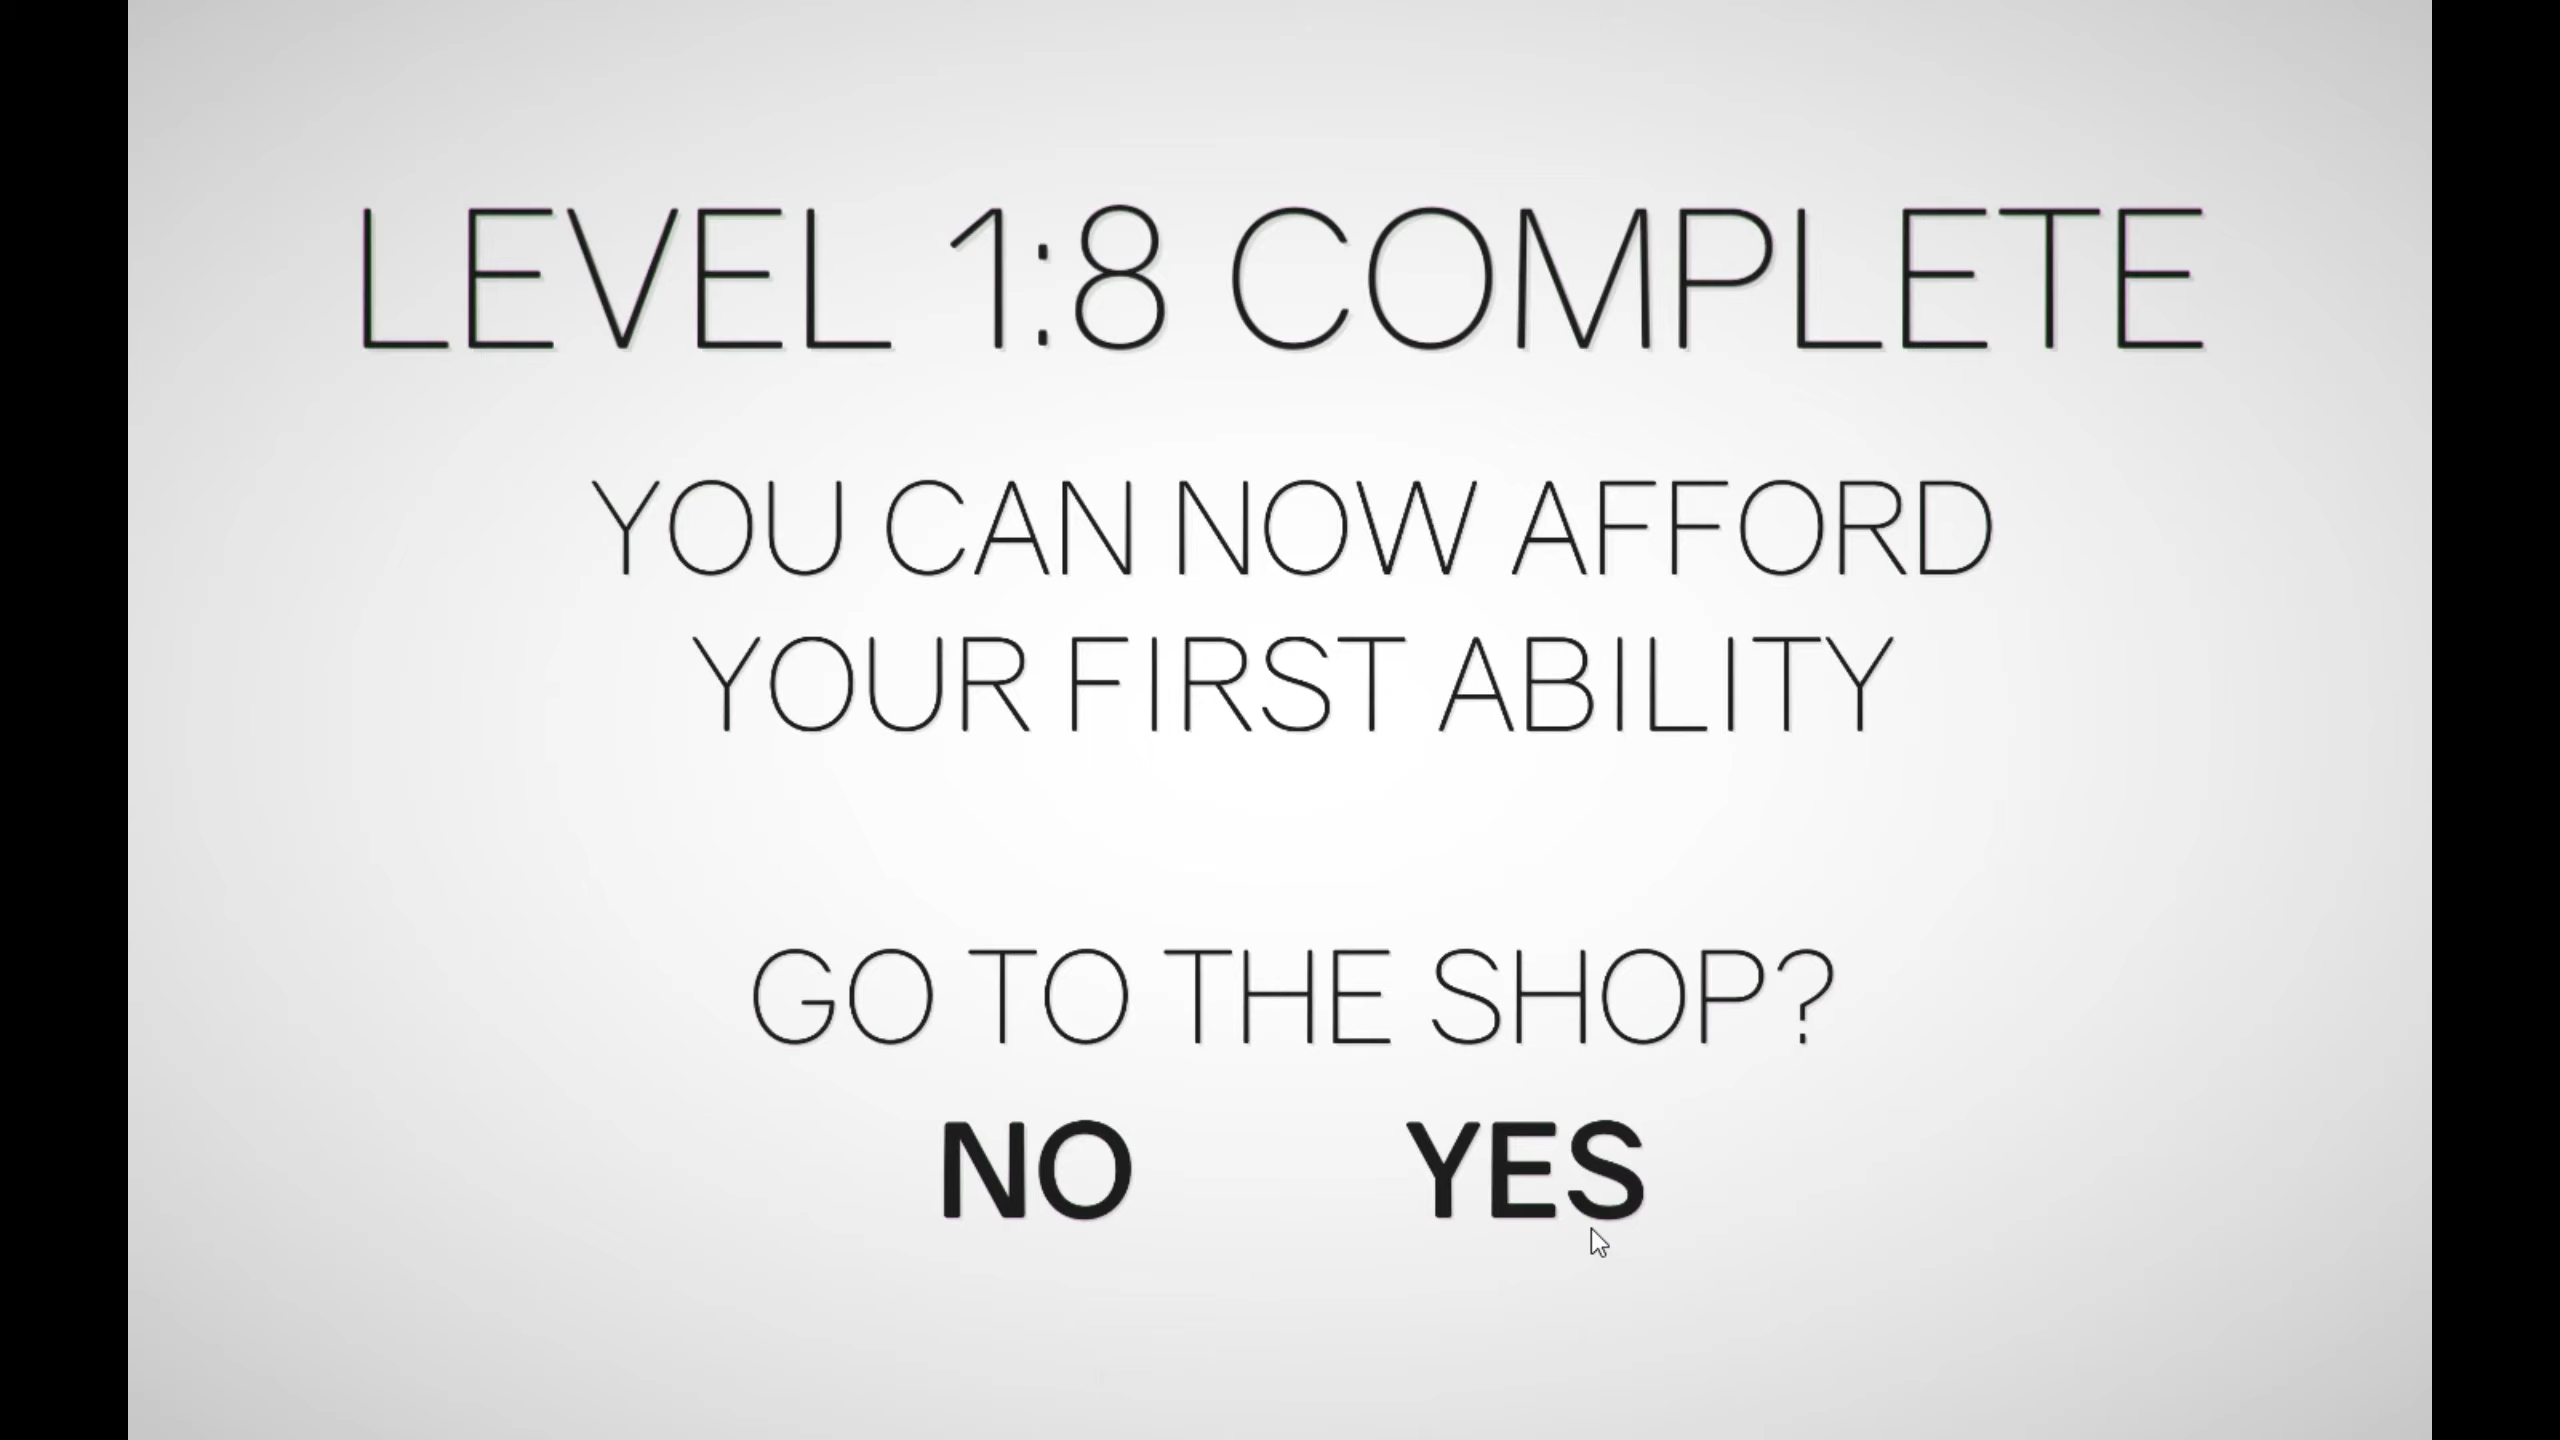 LEVEL 1:8 COMPLETE
YOU CAN NOW AFFORD
YOUR FIRST ABILITY
GO TO THE SHOP?
NO YES